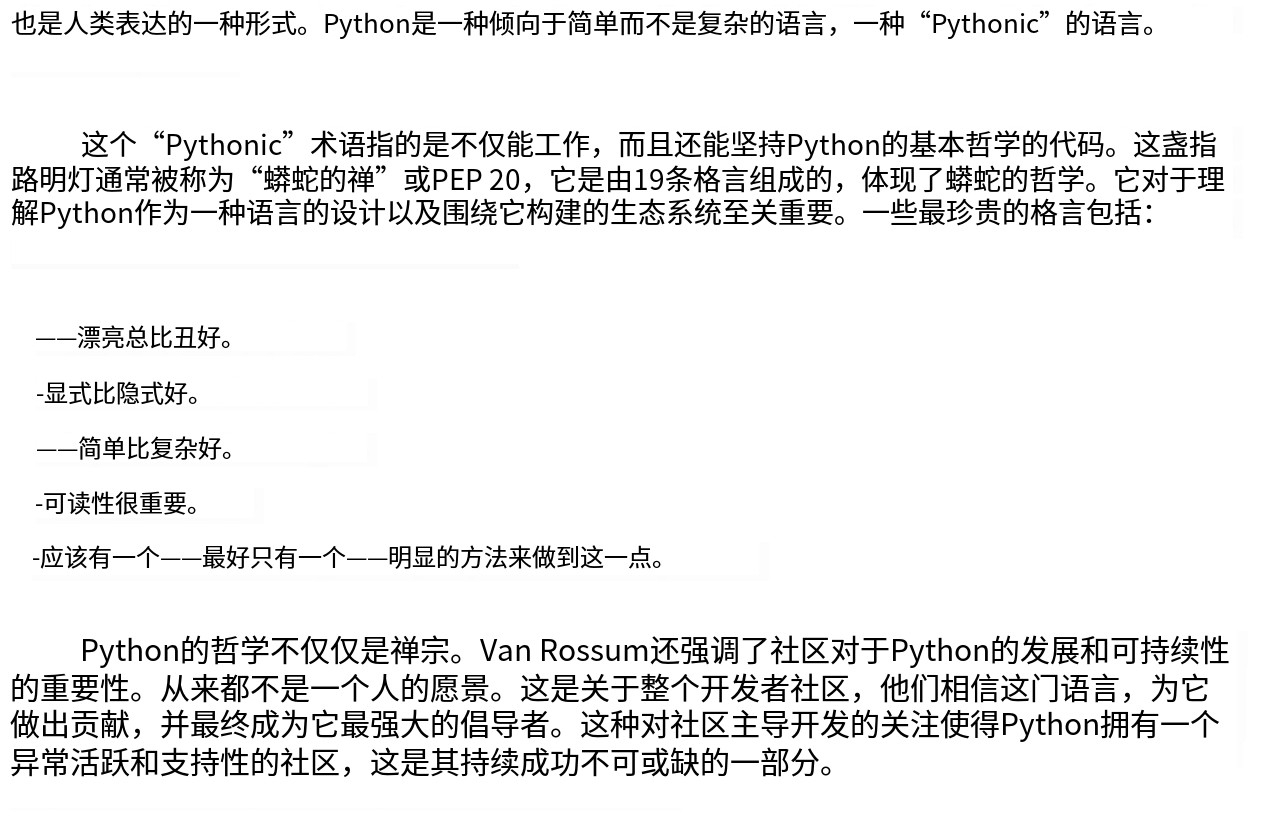 也是人类表达的一种形式。Python是一种倾向于简单而不是复杂的语言，一种“Pythonic”的语言。
这个“Pythonic”术语指的是不仅能工作，而且还能坚持Python的基本哲学的代码。这盏指
路明灯通常被称为“蟒蛇的禅”或PEP 20，它是由19条格言组成的，体现了蟒蛇的哲学。它对于理
解Python作为一种语言的设计以及围绕它构建的生态系统至关重要。一些最珍贵的格言包括：
——漂亮总比丑好。
-显式比隐式好。
——简单比复杂好。
-可读性很重要。
-应该有一个——最好只有一个——明显的方法来做到这一点。
Python的哲学不仅仅是禅宗。Van Rossum还强调了社区对于Python的发展和可持续性
的重要性。从来都不是一个人的愿景。这是关于整个开发者社区，他们相信这门语言，为它
做出贡献，并最终成为它最强大的倡导者。这种对社区主导开发的关注使得Python拥有一个
异常活跃和支持性的社区，这是其持续成功不可或缺的一部分。